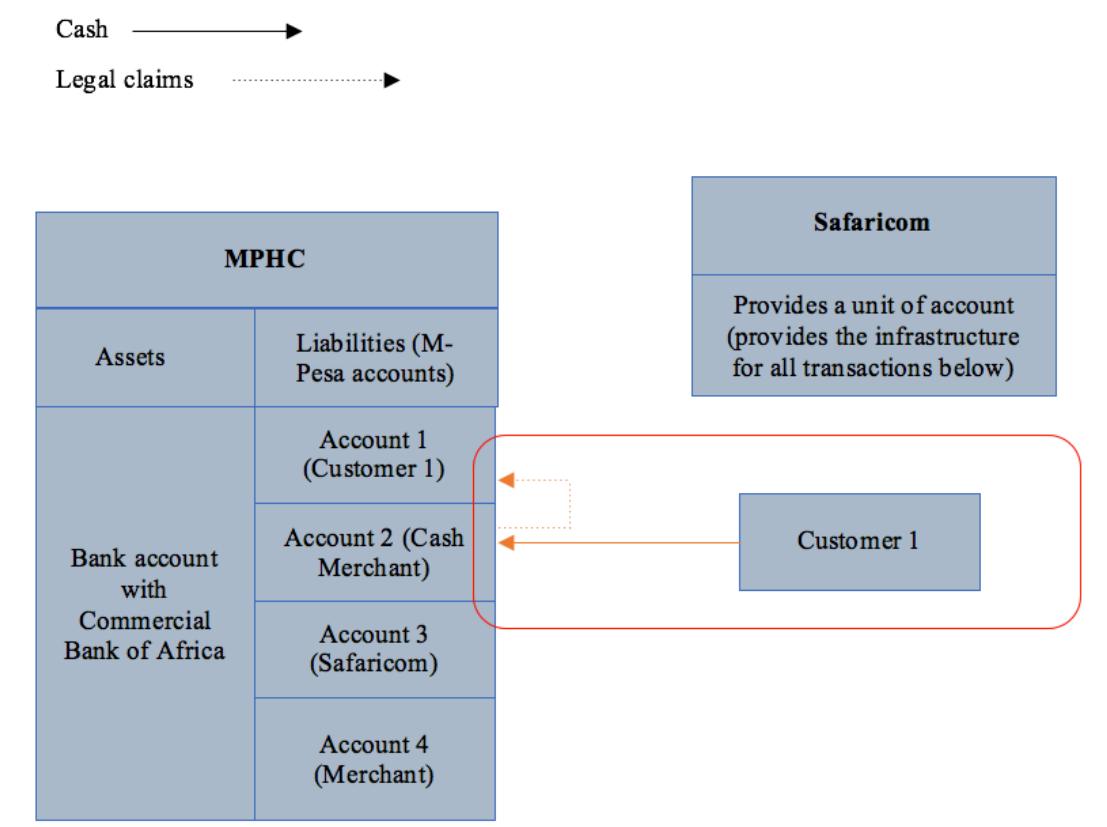 Cash
Legal claims
MPHC
Assets
Liabilities (M-
Pesa accounts)
Bank account
with
Commercial
Bank of Africa
Account 1
(Customer 1)
Account 2 (Cash
Merchant)
Account 3
(Safaricom)
Account 4
(Merchant)
Safaricom
Provides a unit of account
(provides the infrastructure
for all transactions below)
Customer 1